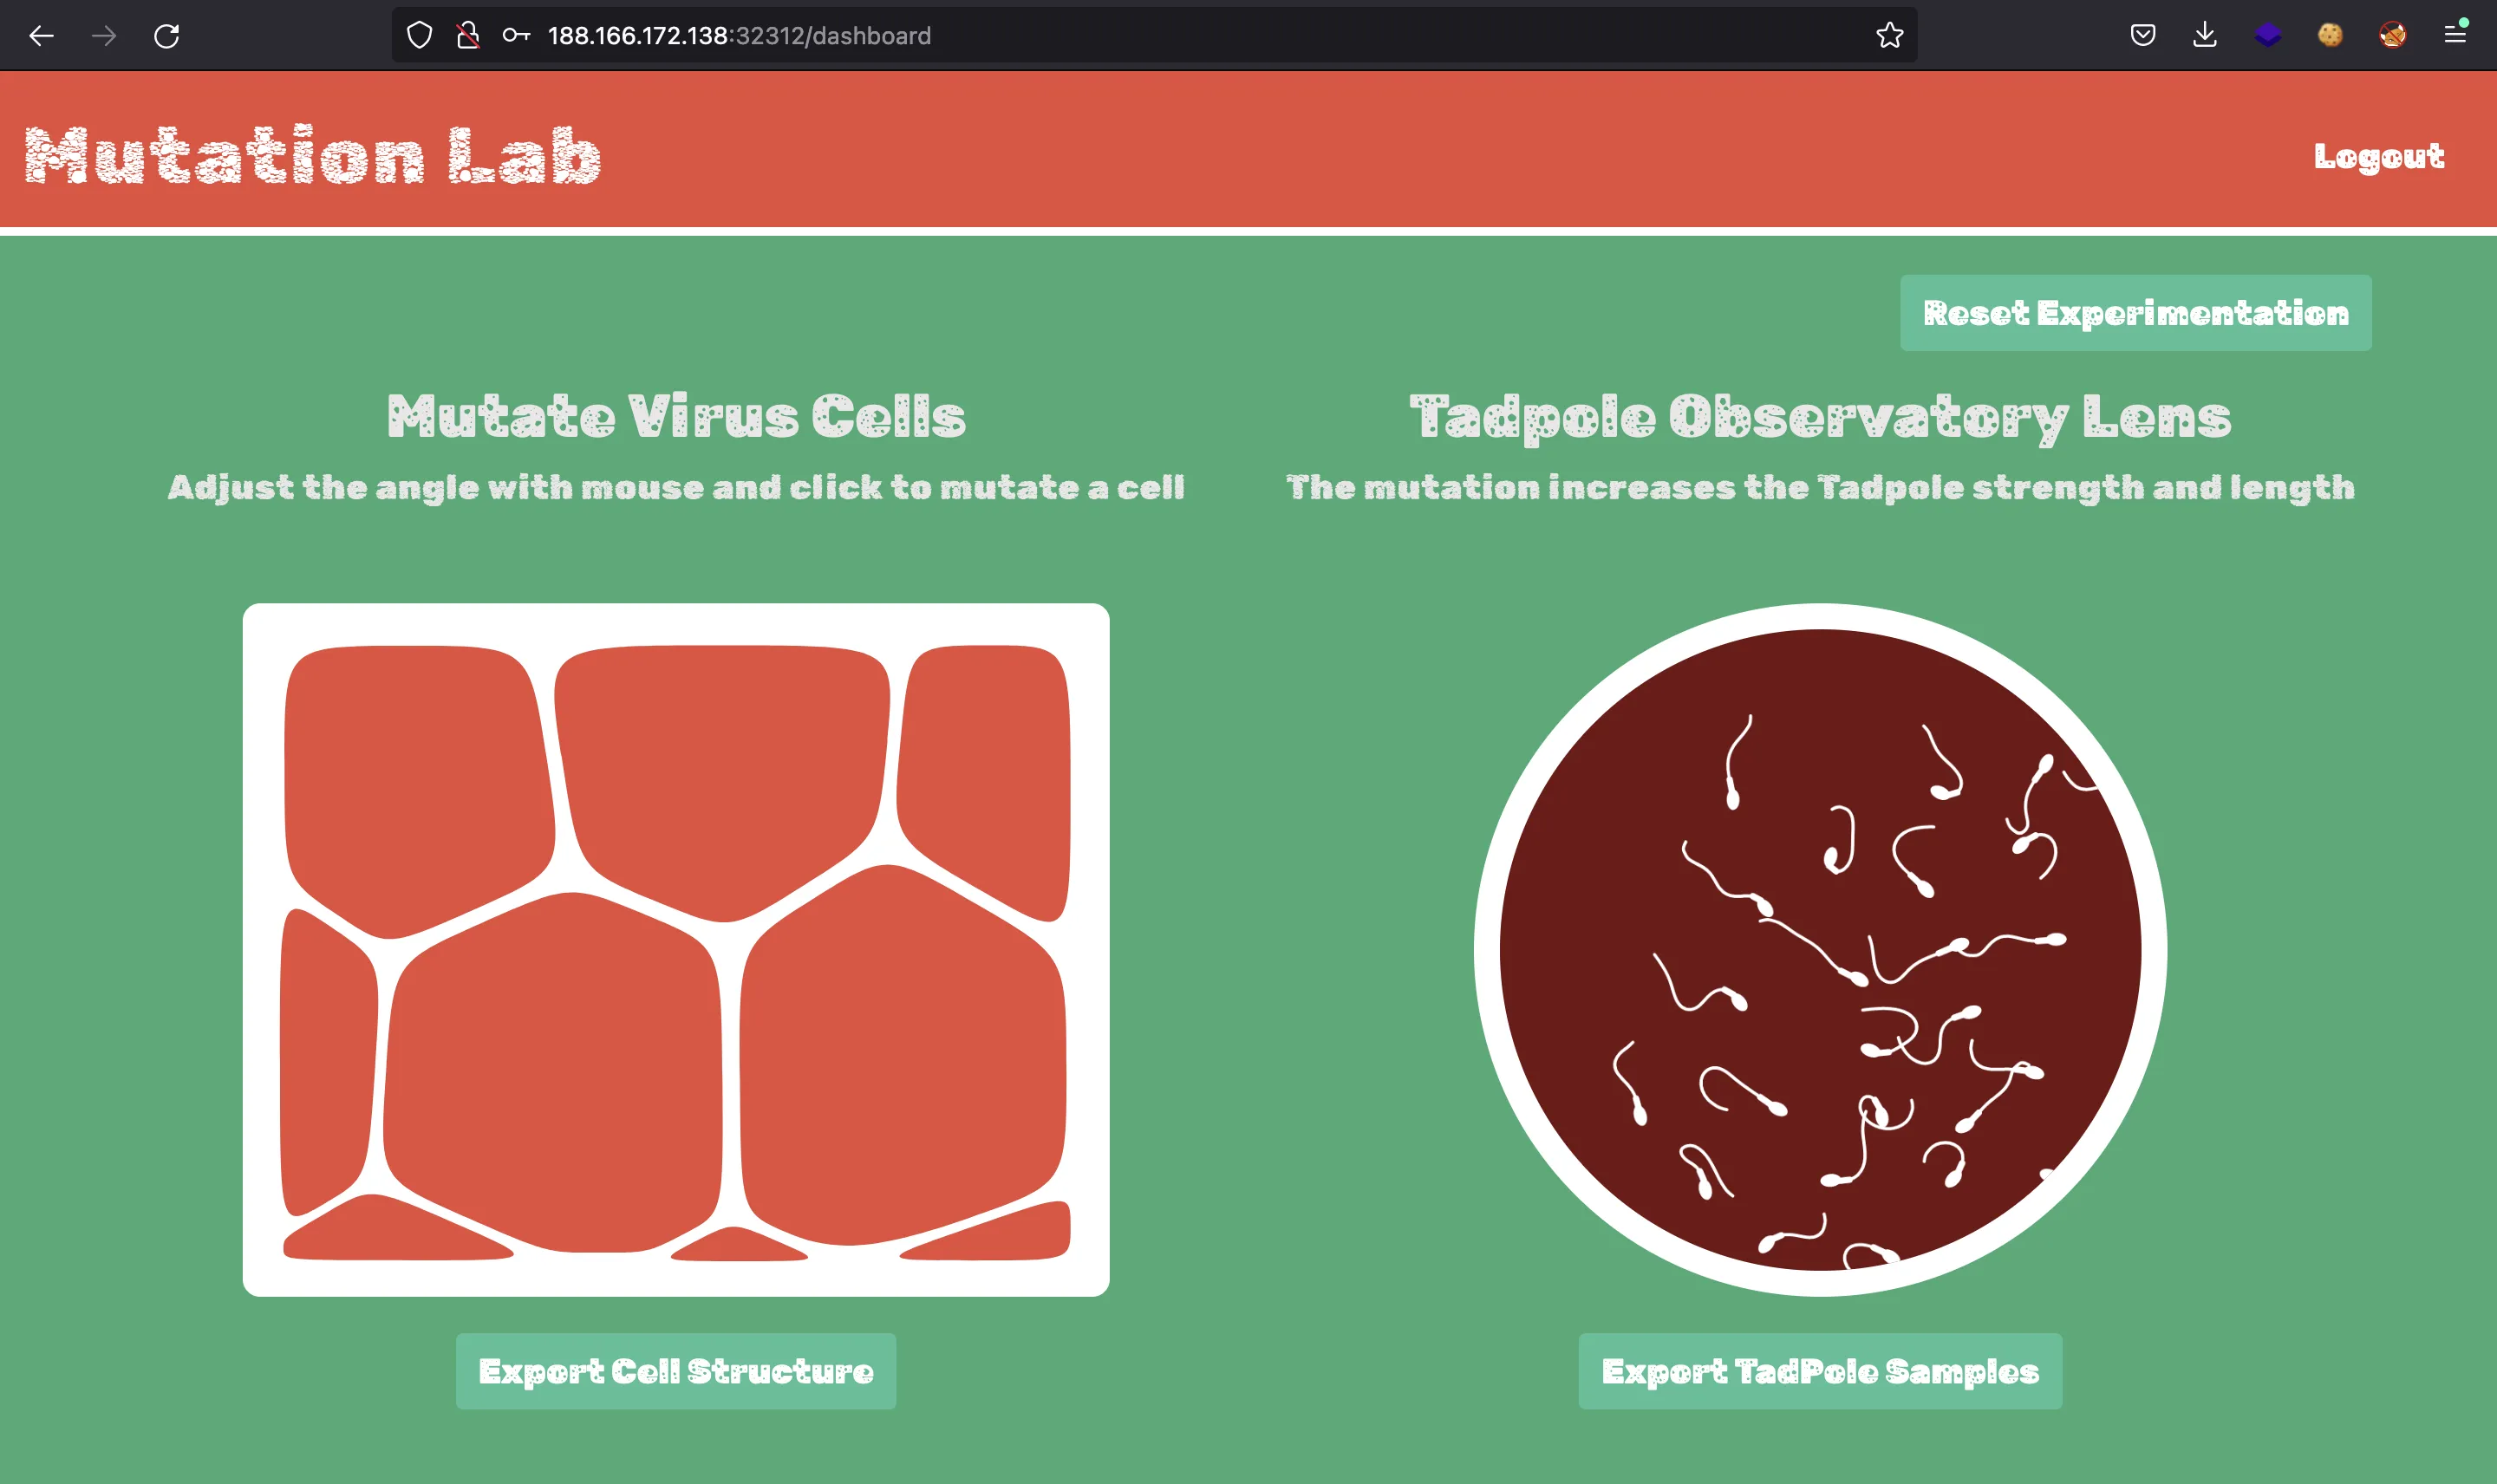 188.166.172.138:32312/dashboard
Mutation Lab
Logout
Reset Experimentation
Mutate Virus Cells
Adjust the angle with mouse and click to mutate a cell
Tadpole Observatory Lens
The mutation increases the Tadpole strength and length
Export Cell Structure
Export TadPole Samples